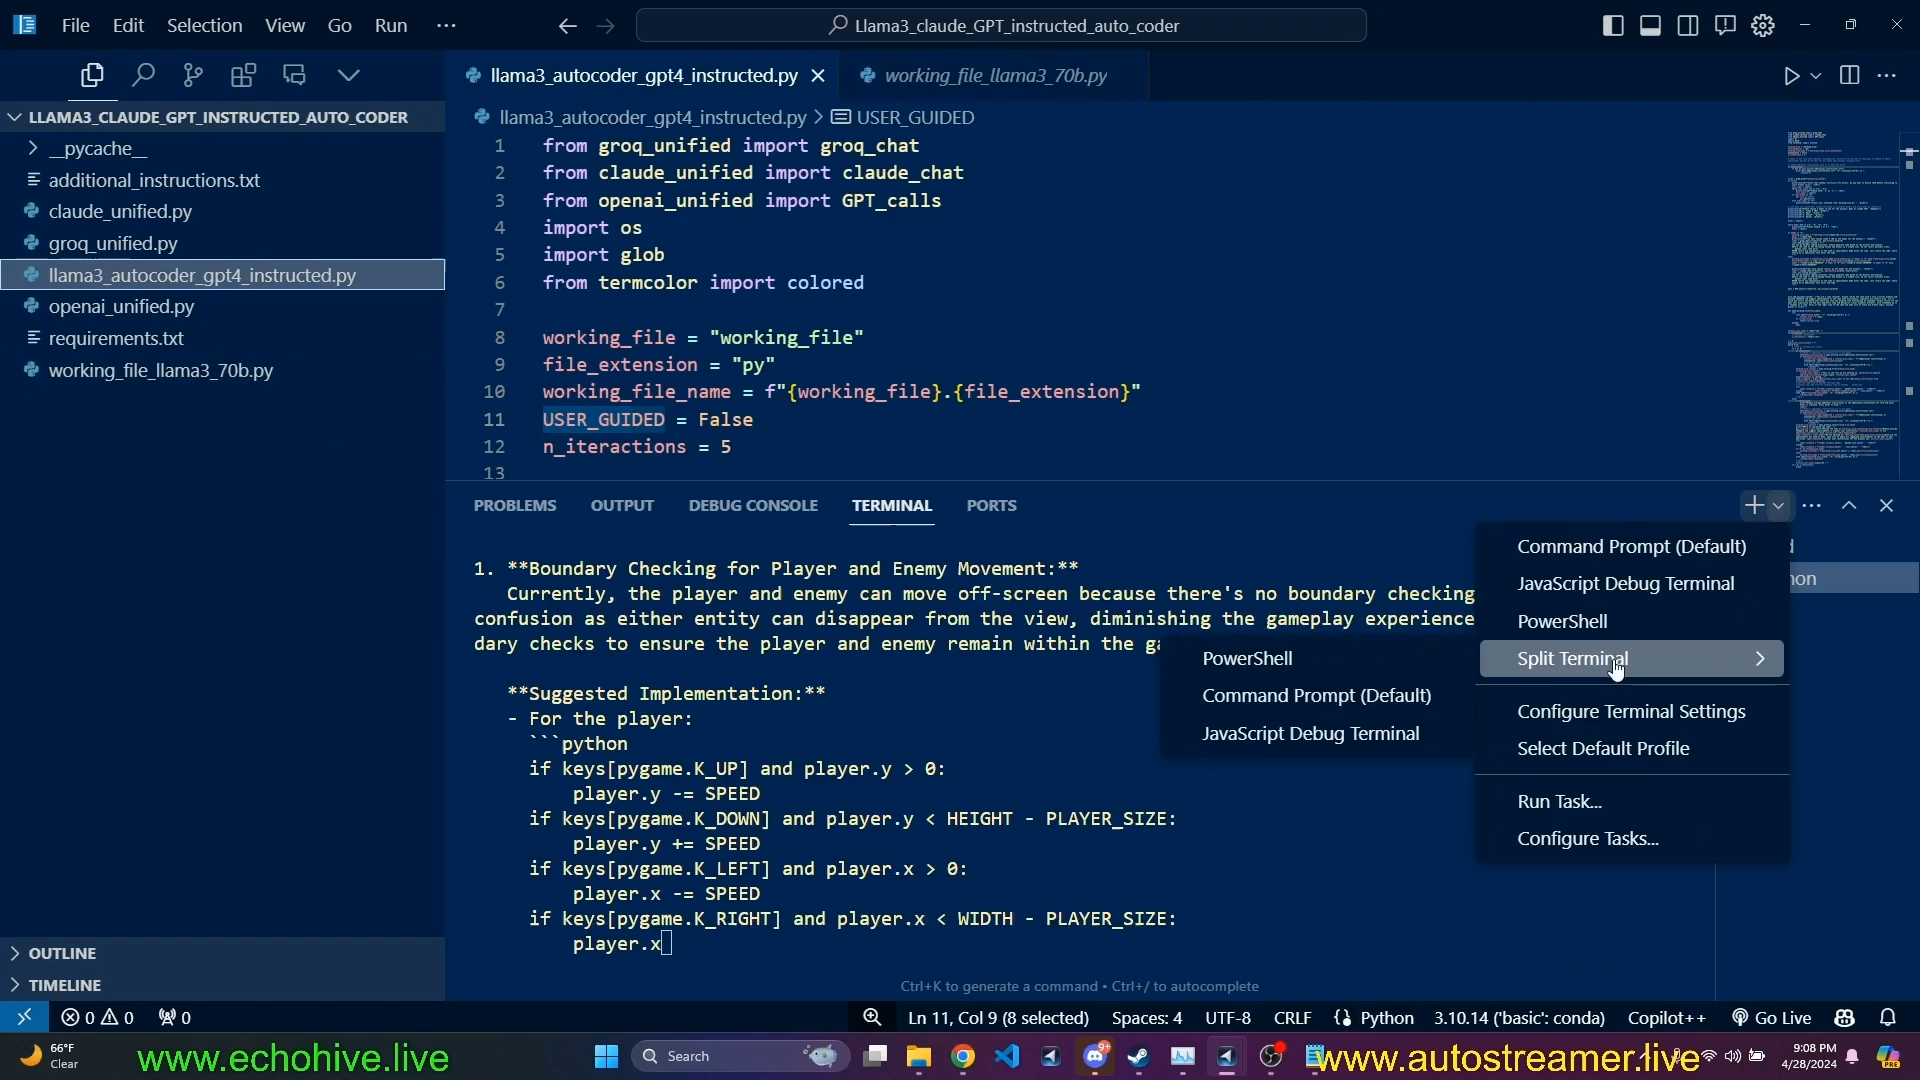 File Edit Selection View Go Run ···
Llama3_claude_GPT_instructed_auto_coder
LLAMA3_CLAUDE_GPT_INSTRUCTED_AUTO_CODER
__pycache__
additional_instructions.txt
claude_unified.py
groq_unified.py
llama3_autocoder_gpt4_instructed.py
openai_unified.py
requirements.txt
working_file_llama3_70b.py
OUTLINE
TIMELINE
llama3_autocoder_gpt4_instructed.py
working_file_llama3_70b.py
llama3_autocoder_gpt4_instructed.py > USER_GUIDED
1 from groq_unified import groq_chat
2 from claude_unified import claude_chat
3 from openai_unified import GPT_calls
4 import os
5 import glob
6 from termcolor import colored
7
8 working_file = "working_file"
9 file_extension = "py"
10 working_file_name = f"{working_file}.{file_extension}"
11 USER_GUIDED = False
12 n_iteractions = 5
13
PROBLEMS OUTPUT DEBUG CONSOLE TERMINAL PORTS
1. **Boundary Checking for Player and Enemy Movement:**
Currently, the player and enemy can move off-screen because there's no boundary checking
confusion as either entity can disappear from the view, diminishing the gameplay experience
dary checks to ensure the player and enemy remain within the ga
**Suggested Implementation:**
- For the player:
```python
if keys[pygame.K_UP] and player.y > 0:
player.y -= SPEED
if keys[pygame.K_DOWN] and player.y < HEIGHT - PLAYER_SIZE:
player.y += SPEED
if keys[pygame.K_LEFT] and player.x > 0:
player.x -= SPEED
if keys[pygame.K_RIGHT] and player.x < WIDTH - PLAYER_SIZE:
player.x
Ctrl+K to generate a command • Ctrl+/ to autocomplete
PowerShell
Command Prompt (Default)
JavaScript Debug Terminal
Command Prompt (Default)
JavaScript Debug Terminal
PowerShell
Split Terminal
Configure Terminal Settings
Select Default Profile
Run Task...
Configure Tasks...
d
hon
0 0 0
Ln 11, Col 9 (8 selected) Spaces: 4 UTF-8 CRLF Python 3.10.14 ('basic': conda) Copilot++ Go Live
66°F
Clear
www.echohive.live
Search
www.autostreamer.live
9:08 PM
4/28/2024